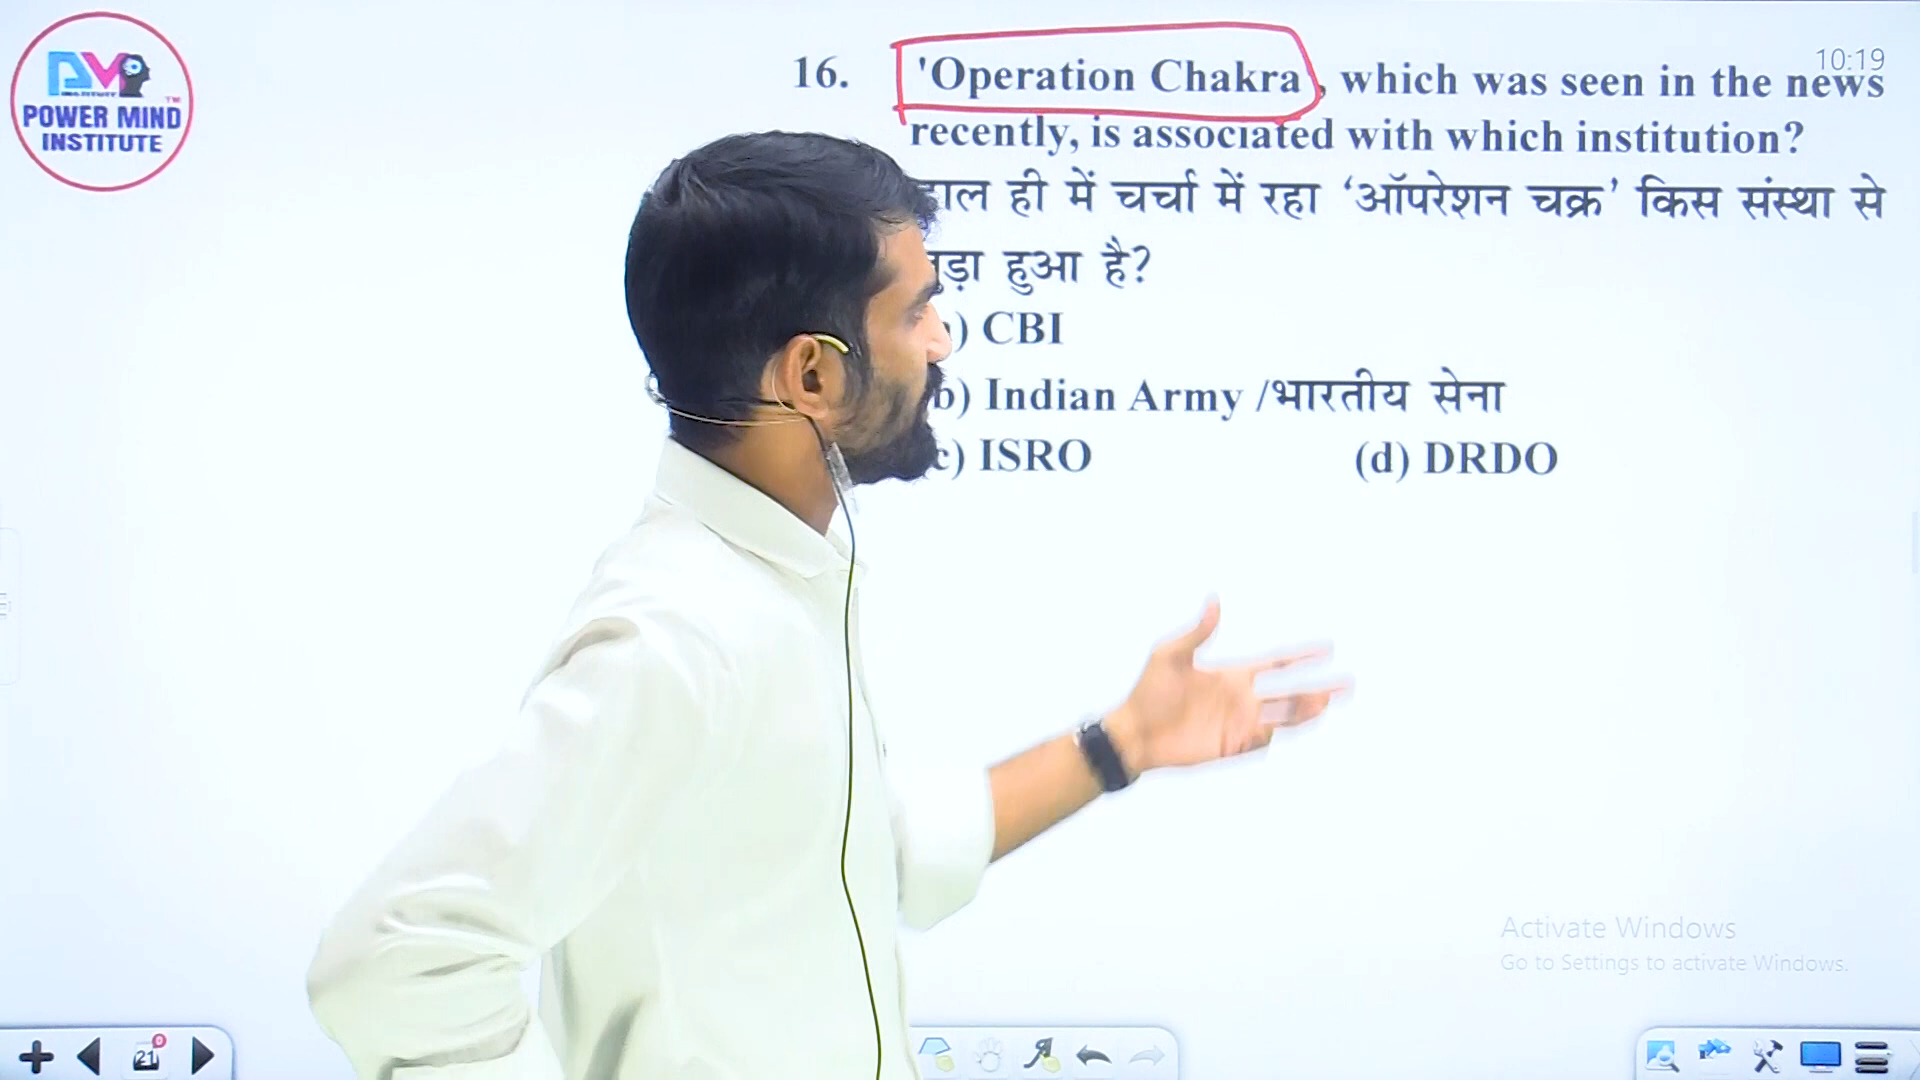 POWER MIND
INSTITUTE
10:19
16. 'Operation Chakra, which was seen in the news
recently, is associated with which institution?
ही में चर्चा में रहा ‘ऑपरेशन चक्र’ किस संस्था से
हुआ है?
CBI
b) Indian Army /भारतीय सेना
c) ISRO (d) DRDO
Activate Windows
Go to Settings to activate Windows.
21